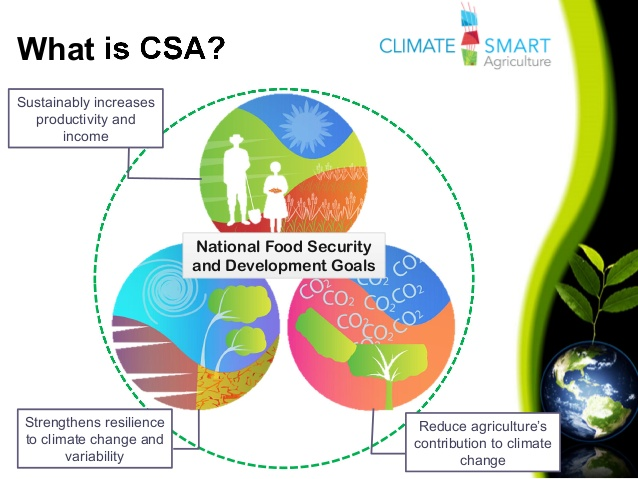 What is CSA?
CLIMATE SMART
Agriculture
Sustainably increases
productivity and
income
National Food Security
and Development Goals
CO2
CO2
CO2 CO2 CO2
CO2 CO2
CO2 CO2
CO2
Strengthens resilience
to climate change and
variability
Reduce agriculture's
contribution to climate
change